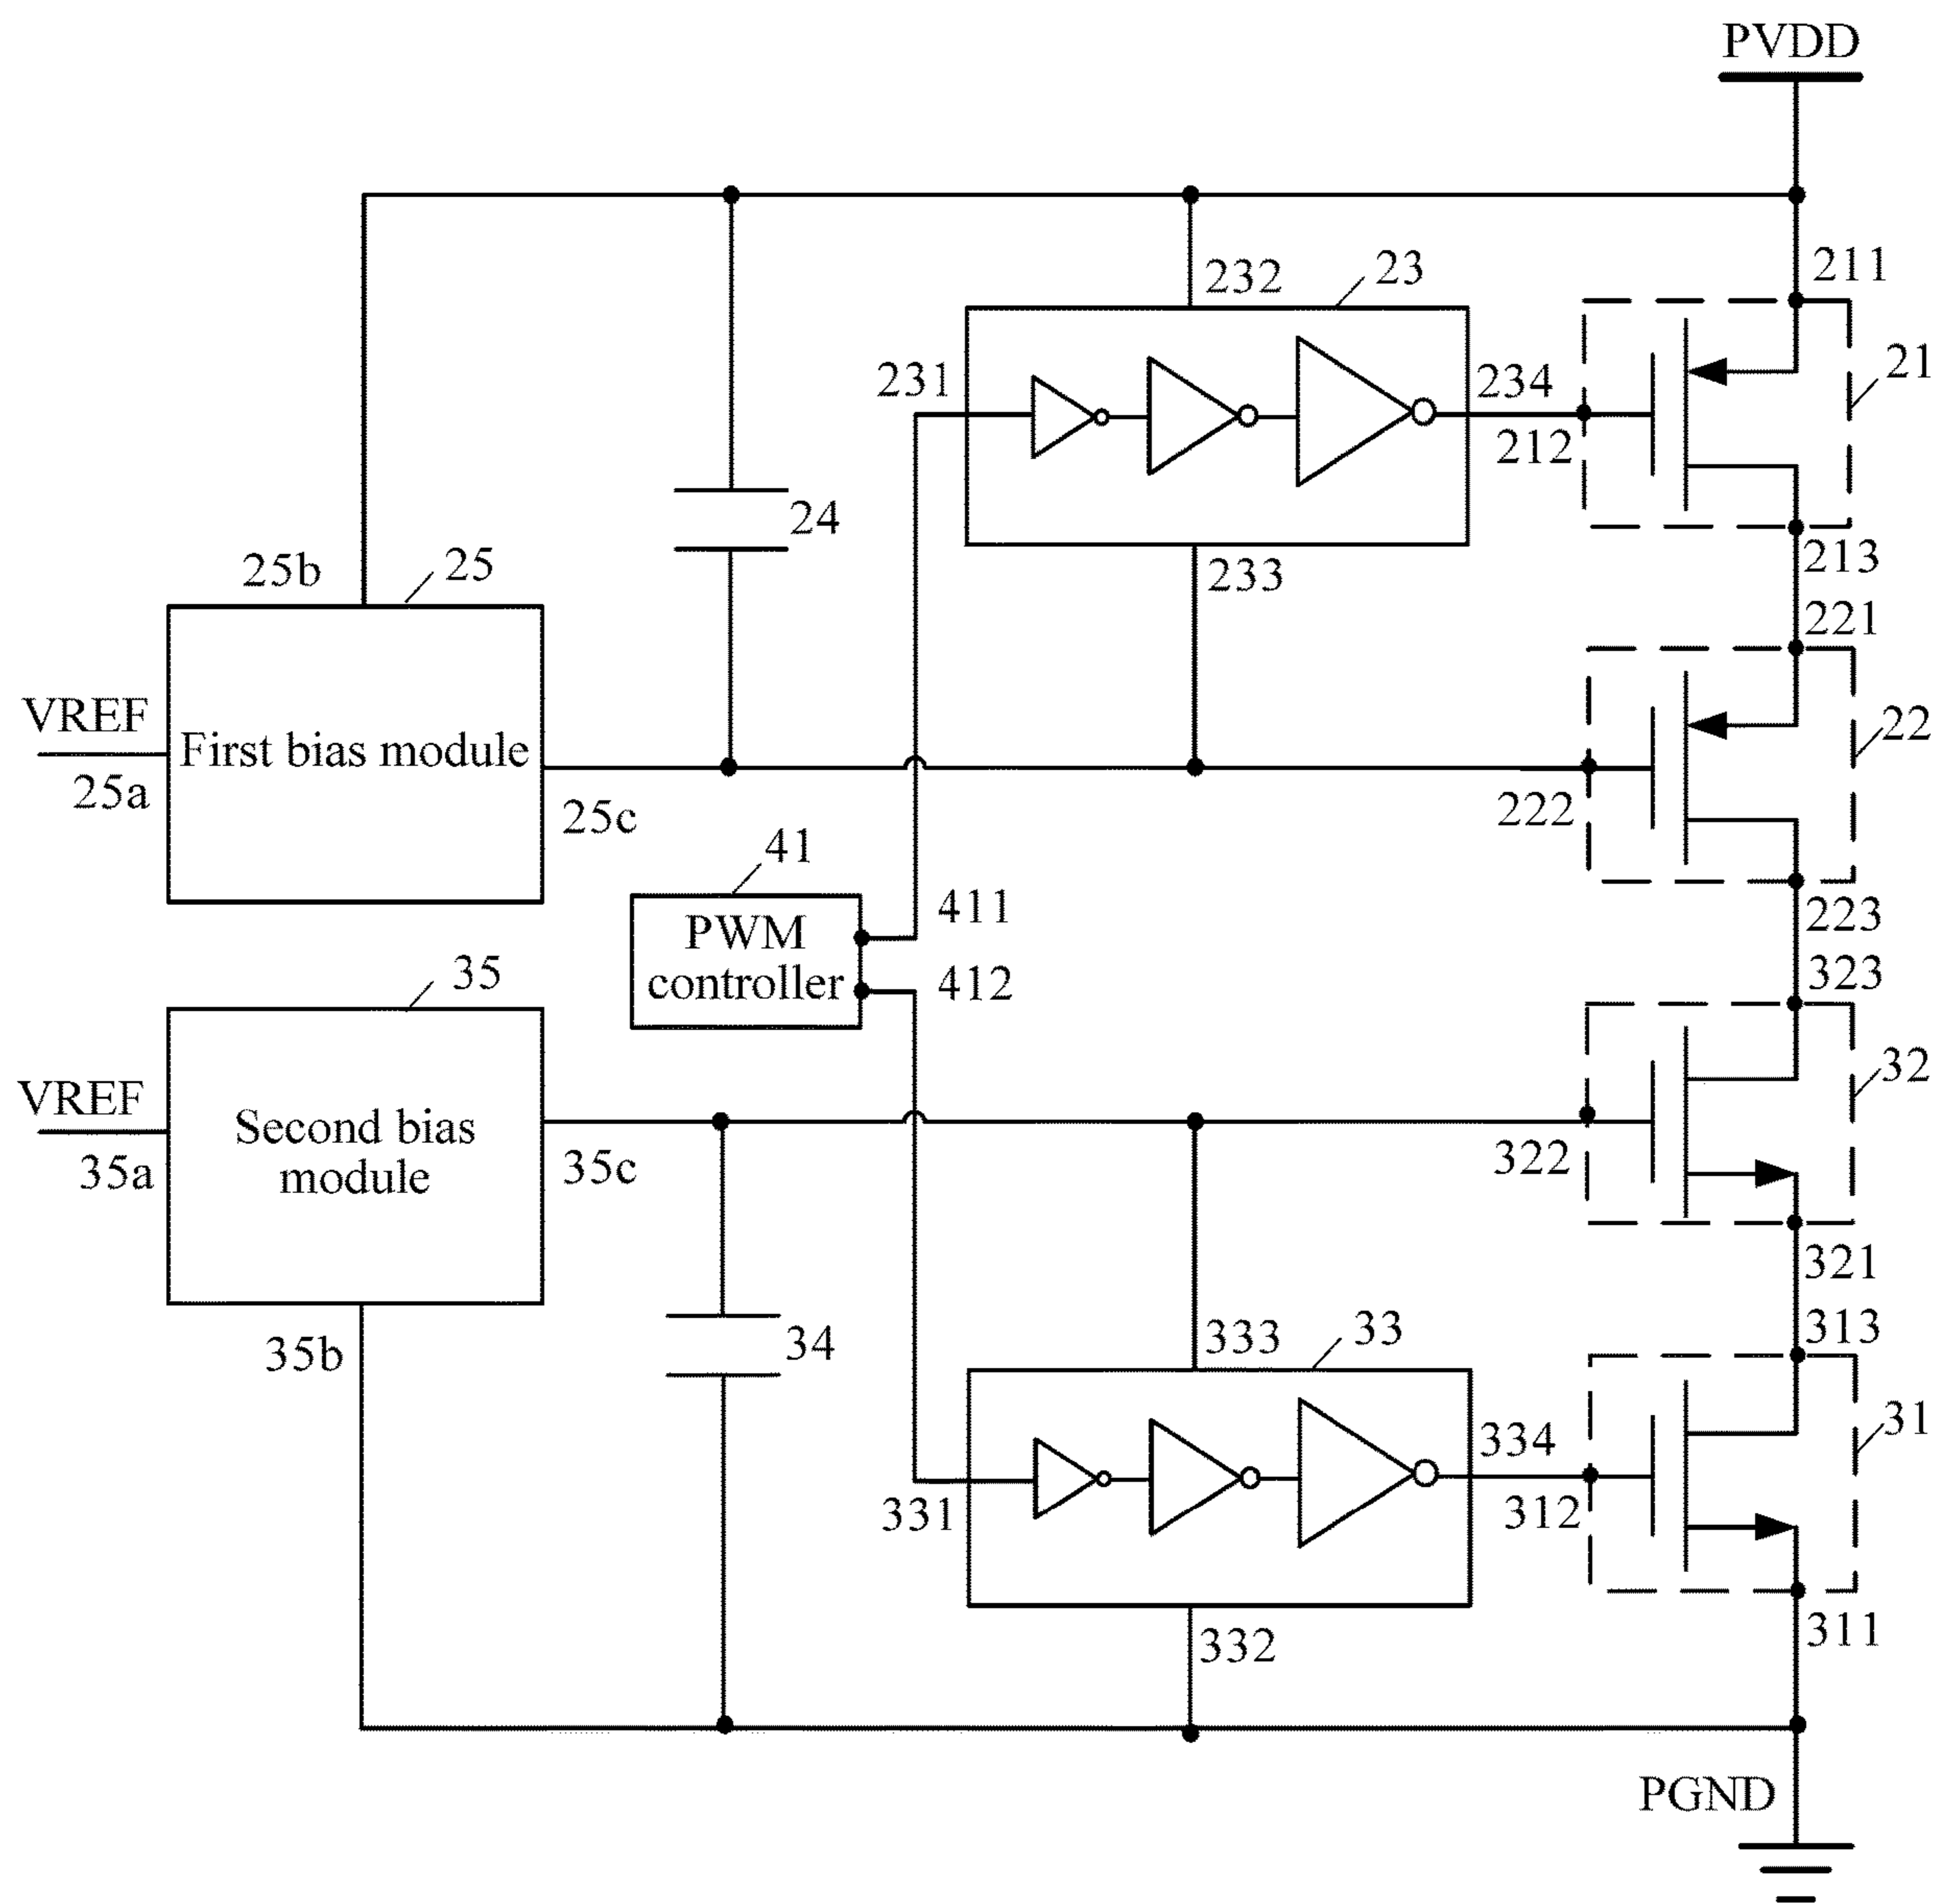 PVDD
211
232
23
231
234
21
212
24
213
25b
25
233
221
VREF
First bias module
22
25a
25c
222
41
411
223
PWM
controller
412
35
323
VREF
Second bias
module
32
35a
35c
322
321
35b
34
333
33
313
334
31
331
312
332
311
PGND